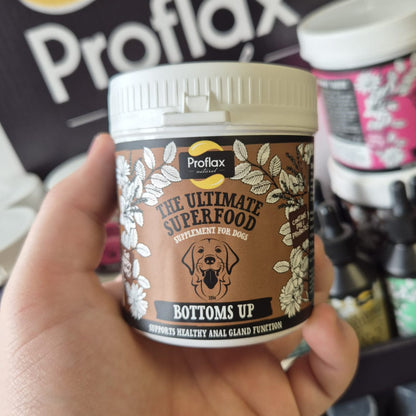 Proflax
Proflax
natural
THE ULTIMATE
SUPERFOOD
SUPPLEMENT FOR DOGS
BOTTOMS UP
SUPPORTS HEALTHY ANAL GLAND FUNCTION